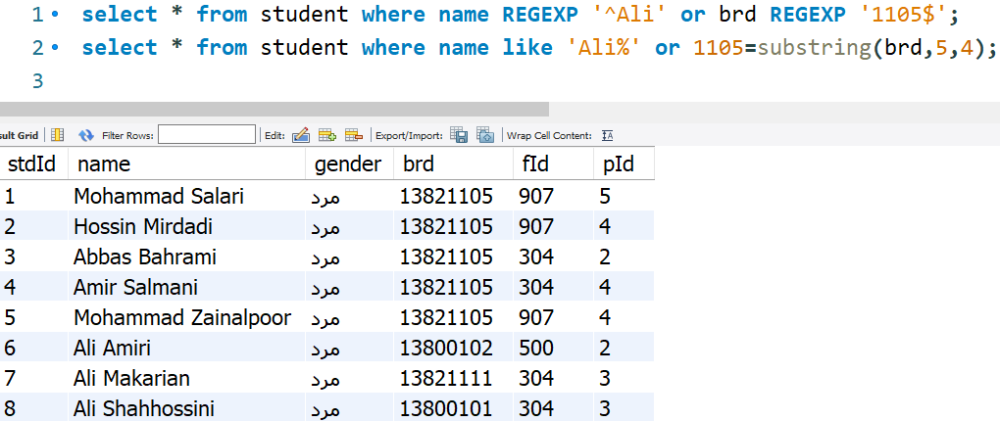 1 select * from student where name REGEXP '^Ali' or brd REGEXP '1105$';
2 select * from student where name like 'Ali%' or 1105=substring(brd,5,4);
3
sult Grid Filter Rows: Edit: Export/Import: Wrap Cell Content:
stdId name gender brd fId pId
1 Mohammad Salari مرد 13821105 907 5
2 Hossin Mirdadi مرد 13821105 907 4
3 Abbas Bahrami مرد 13821105 304 2
4 Amir Salmani مرد 13821105 304 4
5 Mohammad Zainalpoor مرد 13821105 907 4
6 Ali Amiri مرد 13800102 500 2
7 Ali Makarian مرد 13821111 304 3
8 Ali Shahhossini مرد 13800101 304 3